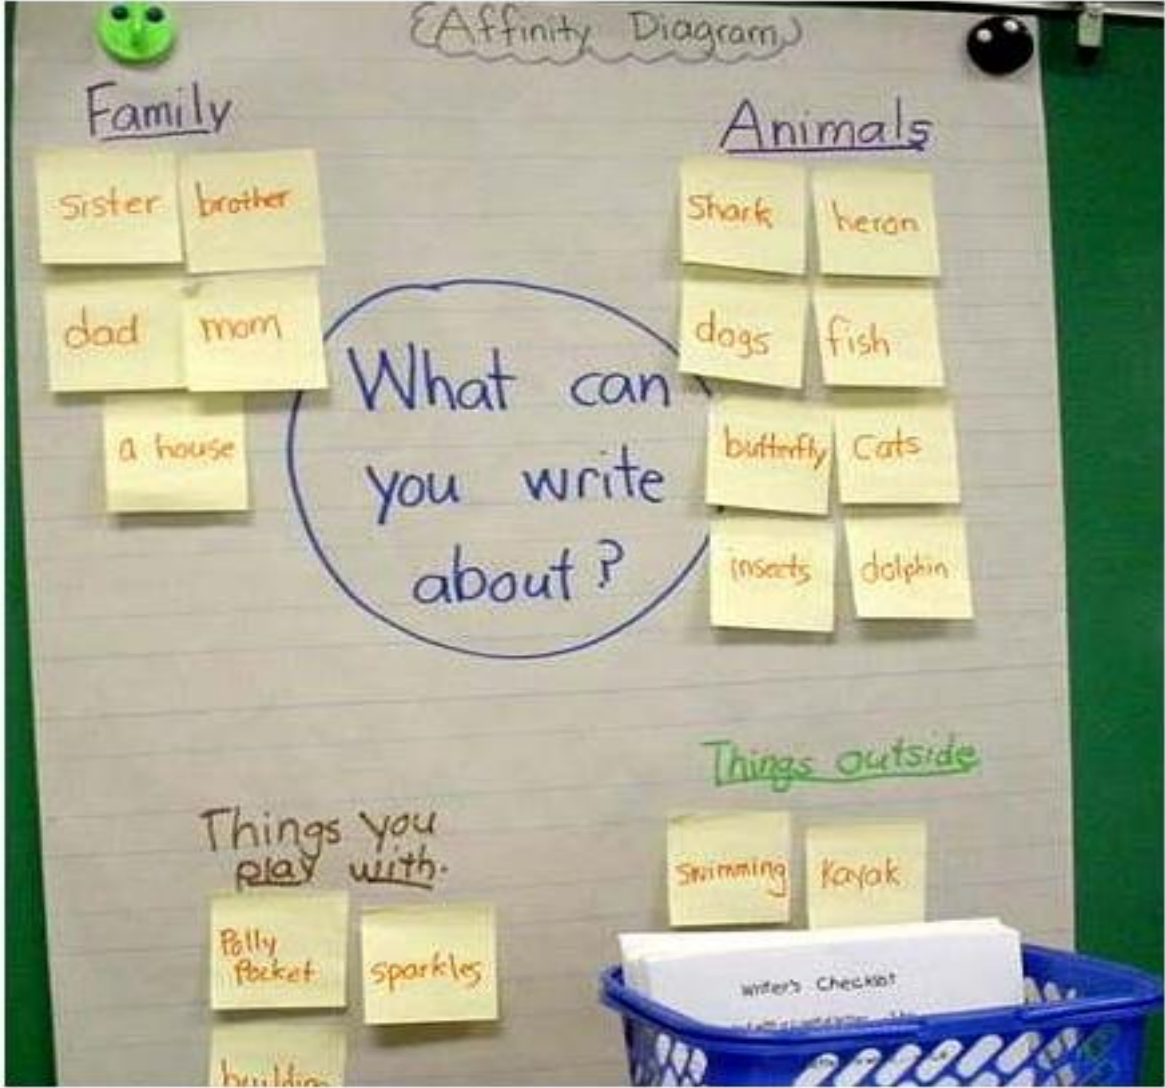 Affinity Diagram
Family
sister
brother
dad
mom
a house
What can
you write
about?
Animals
Shark
heron
dogs
fish
butterfly
Cats
insects
dolphin
Things you
play with.
Polly
Pocket
sparkles
Things outside
swimming
Kayak
Writer's Checklist